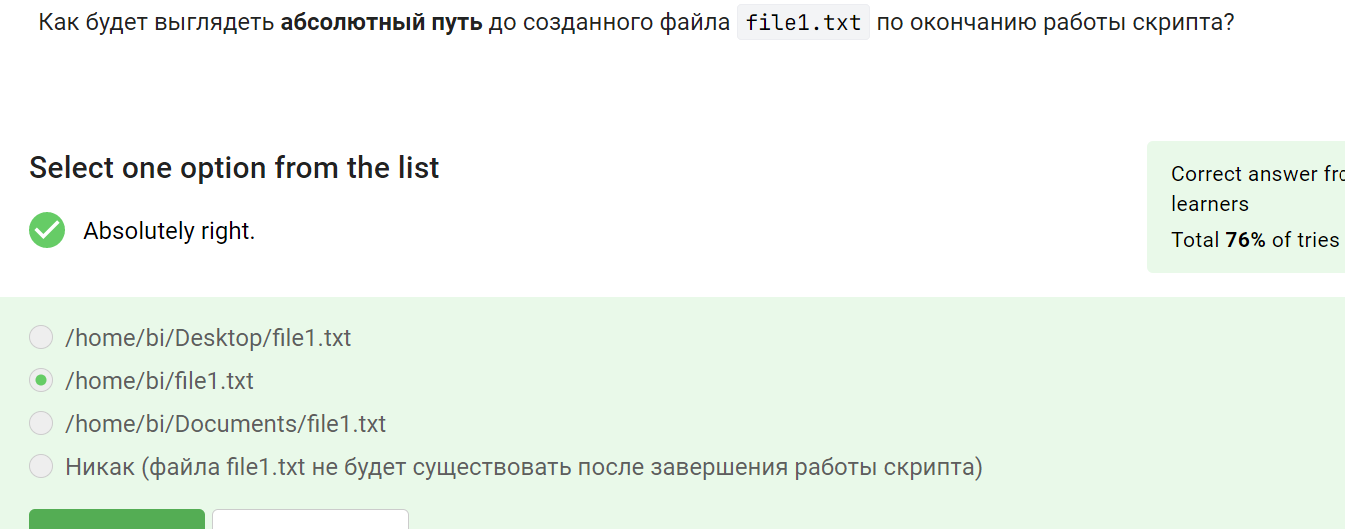 Как будет выглядеть абсолютный путь до созданного файла file1.txt по окончанию работы скрипта?
Select one option from the list
Absolutely right.
Correct answer
learners
Total 76% of tries
/home/bi/Desktop/file1.txt
/home/bi/file1.txt
/home/bi/Documents/file1.txt
Никак (файла file1.txt не будет существовать после завершения работы скрипта)